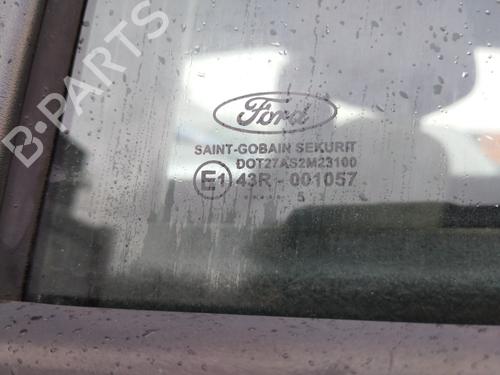 B-PARTS
Ford
SAINT-GOBAIN SEKURIT
DOT27AS2M23100
E1 43R - 001057
..... 5